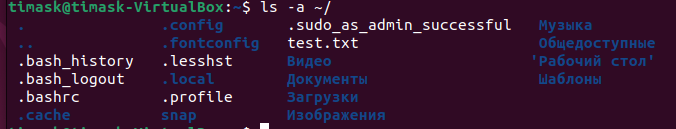 timask@timask-VirtualBox:~$ ls -a ~/
. .config .sudo_as_admin_successful Музыка
.. .fontconfig test.txt Общедоступные
.bash_history .lesshst Видео 'Рабочий стол'
.bash_logout .local Документы Шаблоны
.bashrc .profile Загрузки
.cache snap Изображения